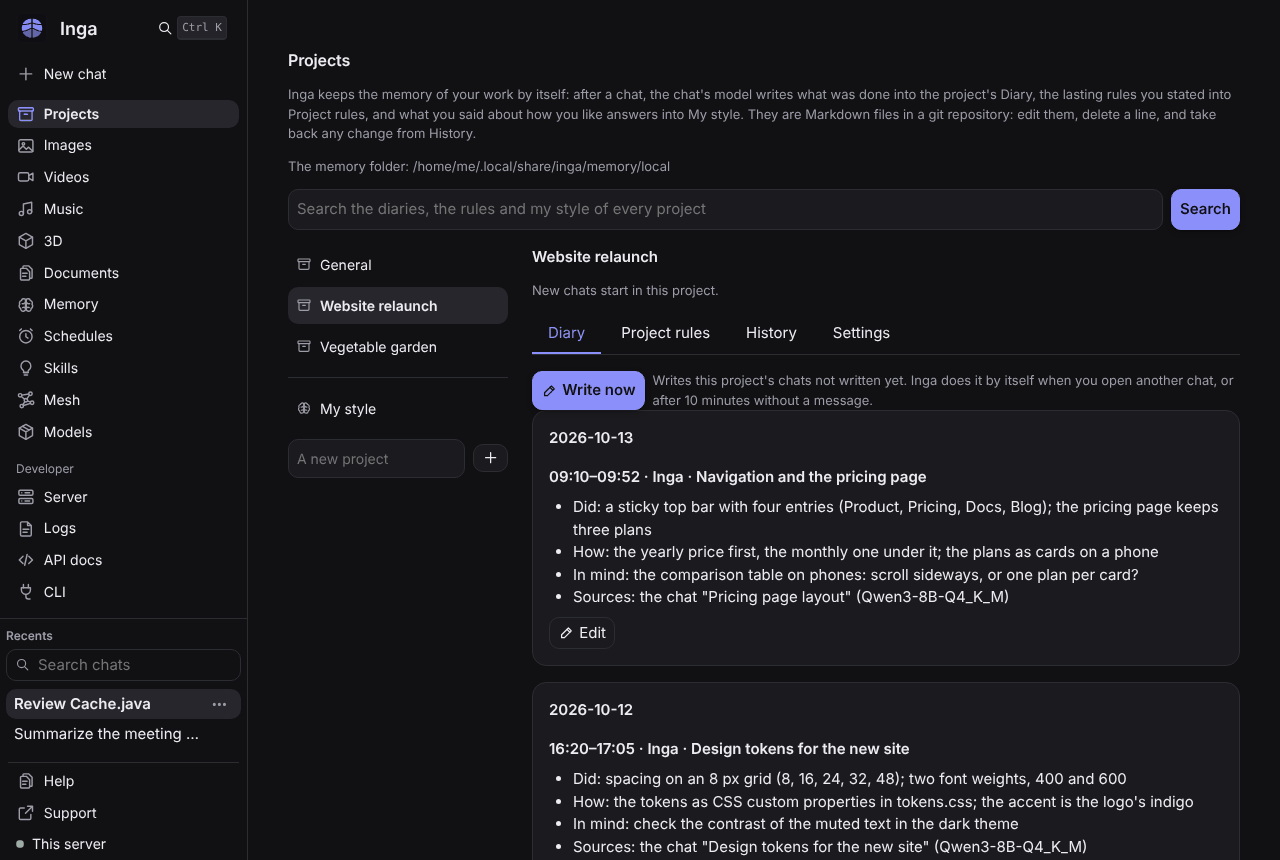 Inga
Ctrl K
New chat
Projects
Images
Videos
Music
3D
Documents
Memory
Schedules
Skills
Mesh
Models
Developer
Server
Logs
API docs
CLI
Recents
Search chats
Review Cache.java
Summarize the meeting ...
Help
Support
This server
Projects
Inga keeps the memory of your work by itself: after a chat, the chat's model writes what was done into the project's Diary, the lasting rules you stated into
Project rules, and what you said about how you like answers into My style. They are Markdown files in a git repository: edit them, delete a line, and take
back any change from History.
The memory folder: /home/me/.local/share/inga/memory/local
Search the diaries, the rules and my style of every project
Search
General
Website relaunch
Vegetable garden
My style
A new project
Website relaunch
New chats start in this project.
Diary
Project rules
History
Settings
Write now
Writes this project's chats not written yet. Inga does it by itself when you open another chat, or
after 10 minutes without a message.
2026-10-13
09:10–09:52 · Inga · Navigation and the pricing page
• Did: a sticky top bar with four entries (Product, Pricing, Docs, Blog); the pricing page keeps
three plans
• How: the yearly price first, the monthly one under it; the plans as cards on a phone
• In mind: the comparison table on phones: scroll sideways, or one plan per card?
• Sources: the chat "Pricing page layout" (Qwen3-8B-Q4_K_M)
Edit
2026-10-12
16:20–17:05 · Inga · Design tokens for the new site
• Did: spacing on an 8 px grid (8, 16, 24, 32, 48); two font weights, 400 and 600
• How: the tokens as CSS custom properties in tokens.css; the accent is the logo's indigo
• In mind: check the contrast of the muted text in the dark theme
• Sources: the chat "Design tokens for the new site" (Qwen3-8B-Q4_K_M)